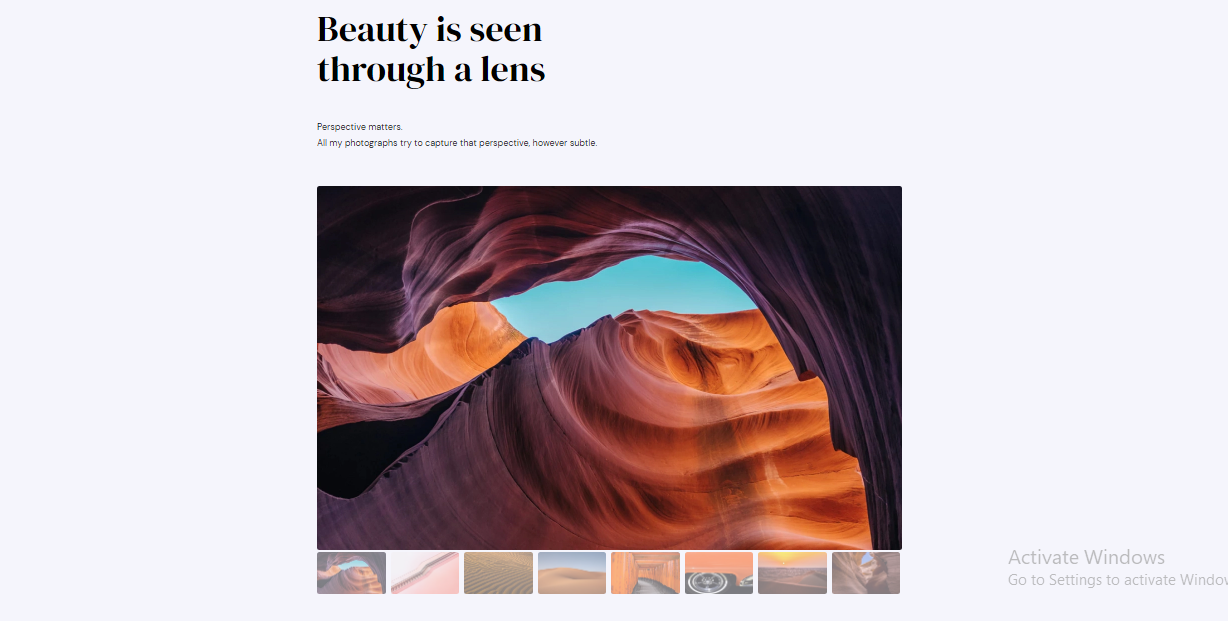 Beauty is seen
through a lens
Perspective matters.
All my photographs try to capture that perspective, however subtle.
Activate Windows
Go to Settings to activate Windo